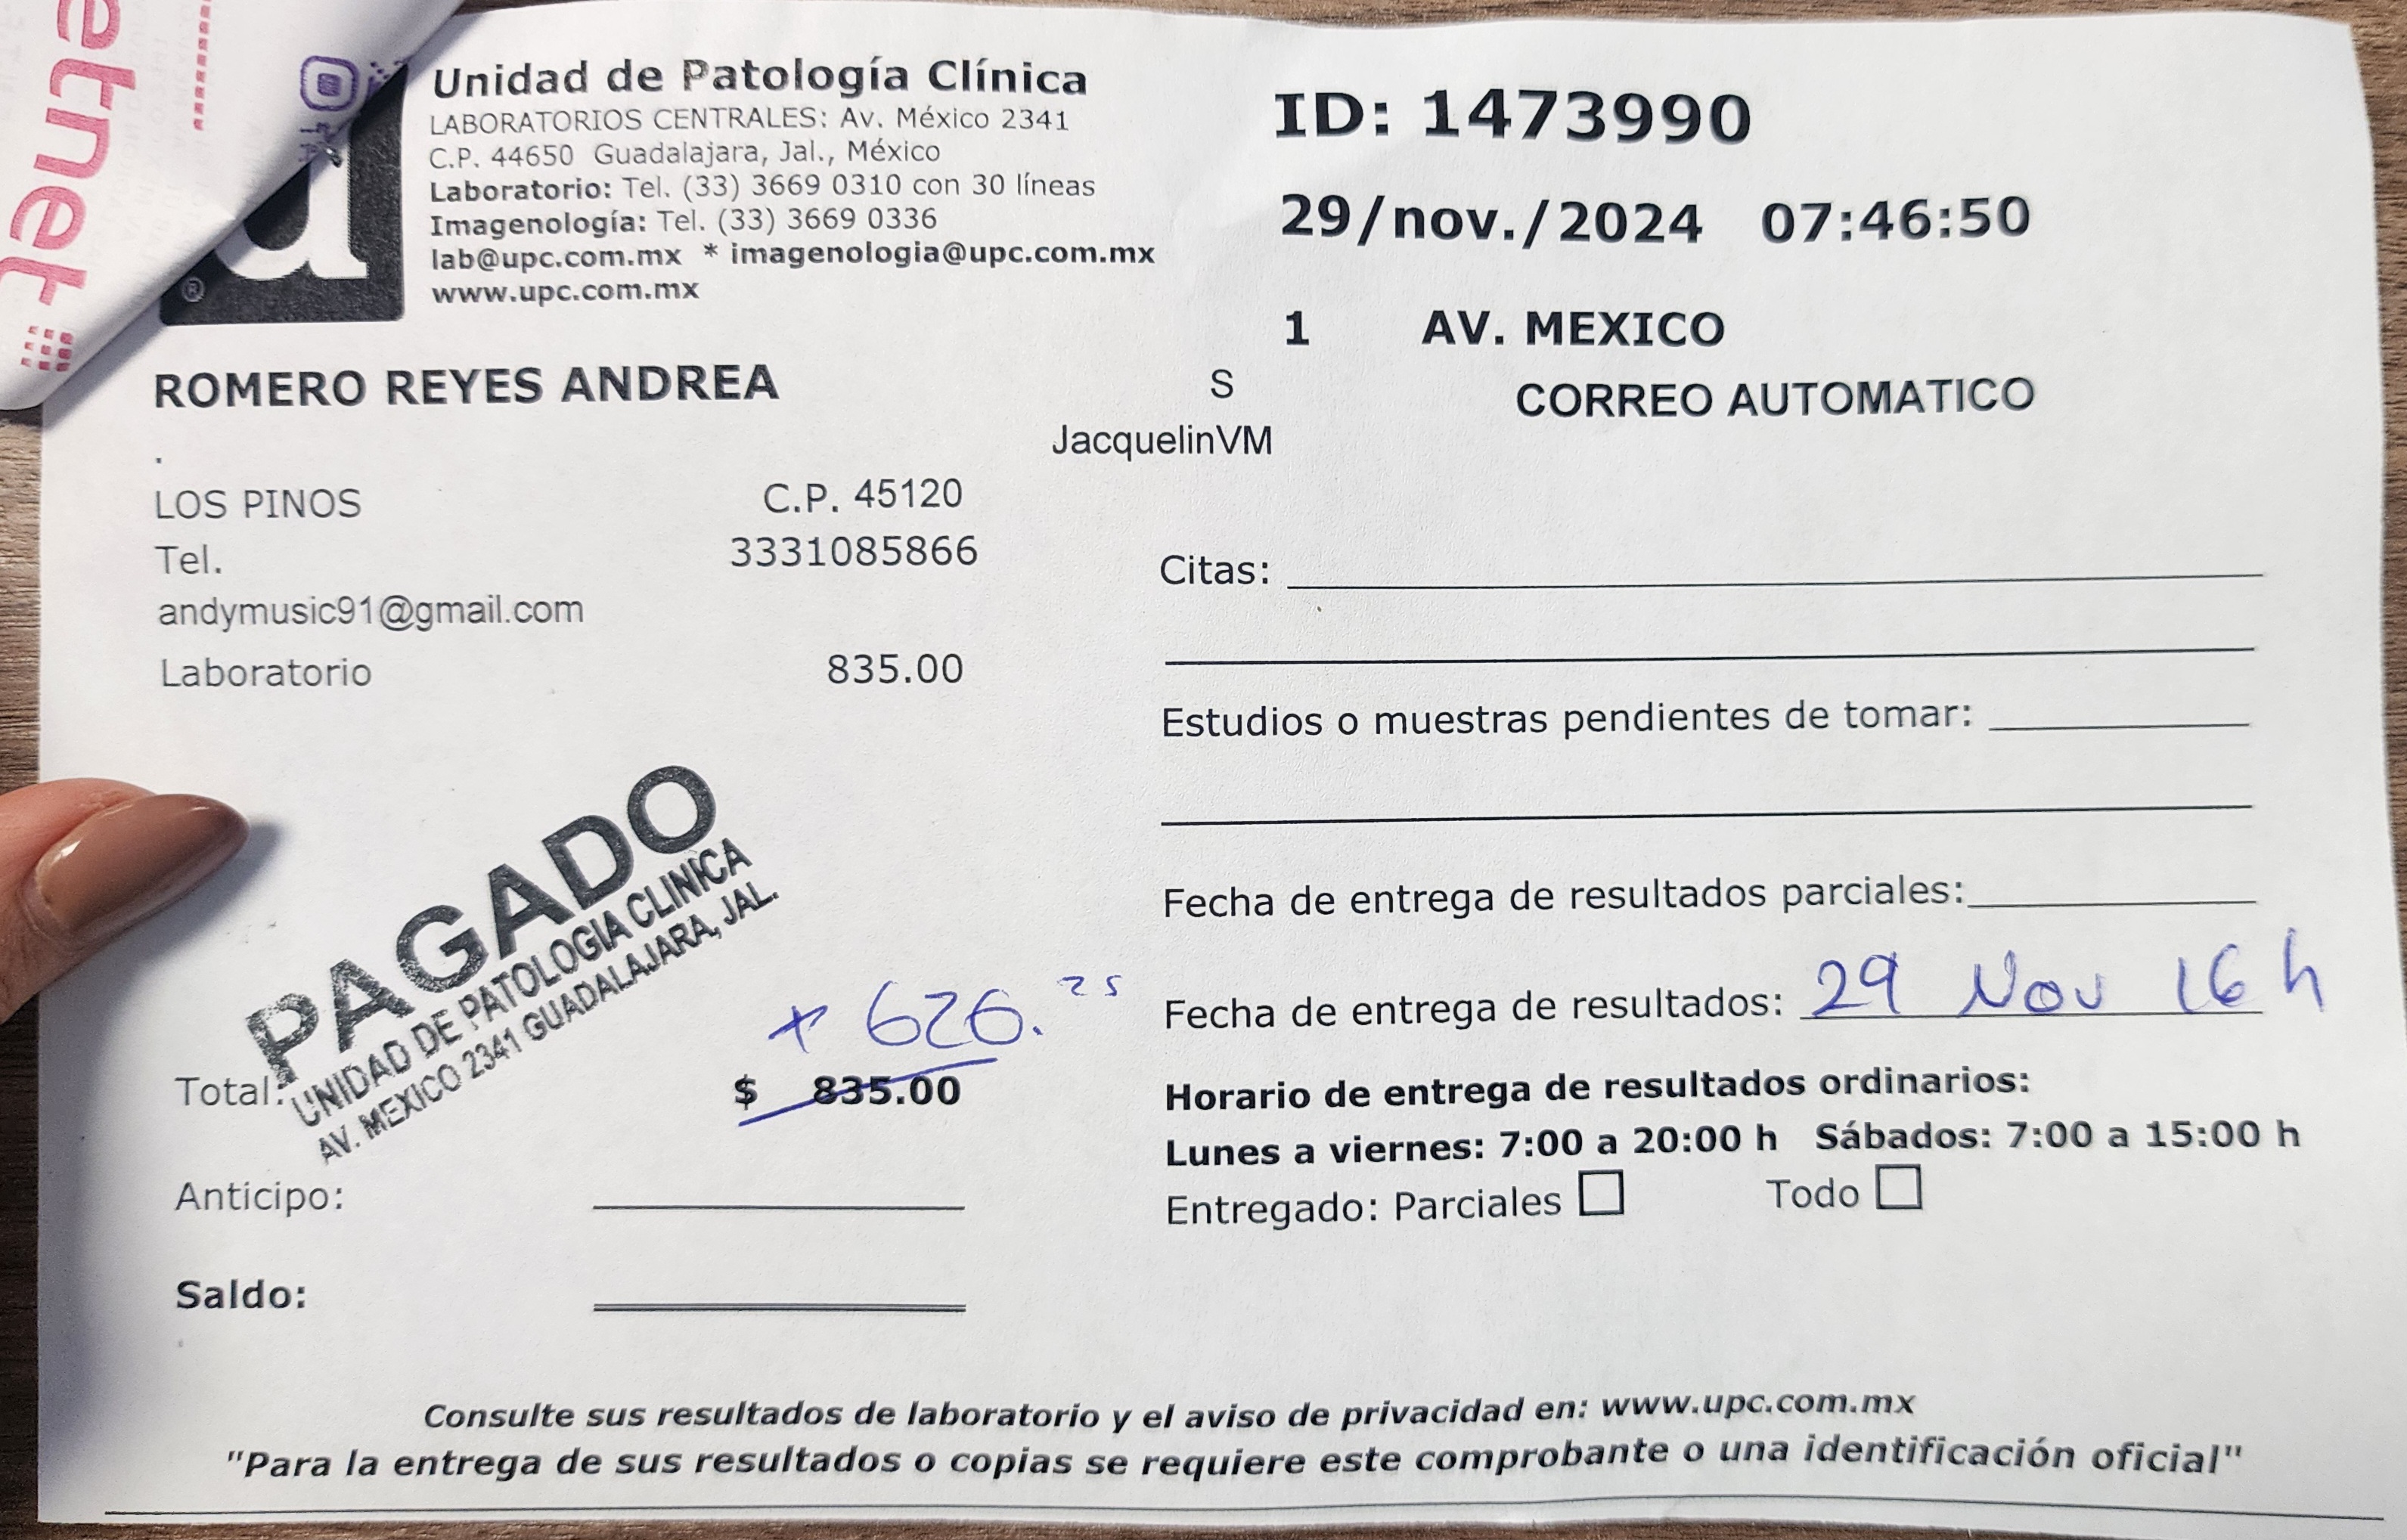 etnet
Unidad de Patología Clínica
LABORATORIOS CENTRALES: Av. México 2341
C.P. 44650 Guadalajara, Jal., México
Laboratorio: Tel. (33) 3669 0310 con 30 líneas
Imagenología: Tel. (33) 3669 0336
lab@upc.com.mx * imagenologia@upc.com.mx
www.upc.com.mx
®
ID: 1473990
29/nov./2024 07:46:50
1 AV. MEXICO
ROMERO REYES ANDREA
S
CORREO AUTOMATICO
JacquelinVM
.
LOS PINOS C.P. 45120
Tel. 3331085866
andymusic91@gmail.com
Laboratorio 835.00
Citas:
Estudios o muestras pendientes de tomar:
PAGADO
UNIDAD DE PATOLOGIA CLINICA
AV. MEXICO 2341 GUADALAJARA, JAL.
+ 626.25
Total: $ 835.00
Anticipo:
Saldo:
Fecha de entrega de resultados parciales:
Fecha de entrega de resultados: 29 Nov 16 h
Horario de entrega de resultados ordinarios:
Lunes a viernes: 7:00 a 20:00 h Sábados: 7:00 a 15:00 h
Entregado: Parciales Todo
Consulte sus resultados de laboratorio y el aviso de privacidad en: www.upc.com.mx
"Para la entrega de sus resultados o copias se requiere este comprobante o una identificación oficial"